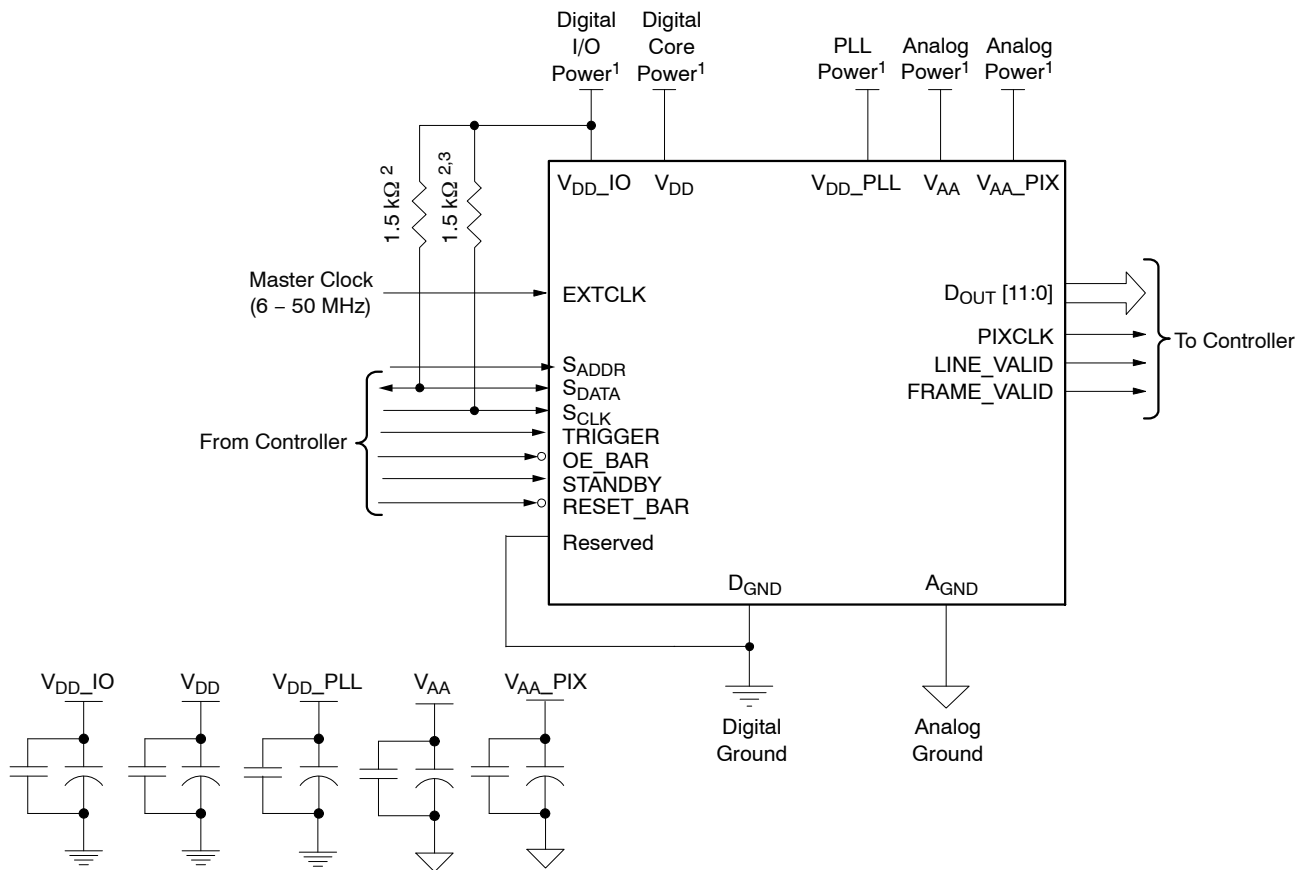 Digital
I/O
Power1
Digital
Core
Power1
PLL
Power1
Analog
Power1
Analog
Power1
1.5 kΩ 2
1.5 kΩ 2,3
VDD_IO
VDD
VDD_PLL
VAA
VAA_PIX
Master Clock
(6 – 50 MHz)
EXTCLK
SADDR
SDATA
SCLK
TRIGGER
OE_BAR
STANDBY
RESET_BAR
Reserved
From Controller
DOUT [11:0]
PIXCLK
LINE_VALID
FRAME_VALID
To Controller
DGND
AGND
Digital
Ground
Analog
Ground
VDD_IO
VDD
VDD_PLL
VAA
VAA_PIX